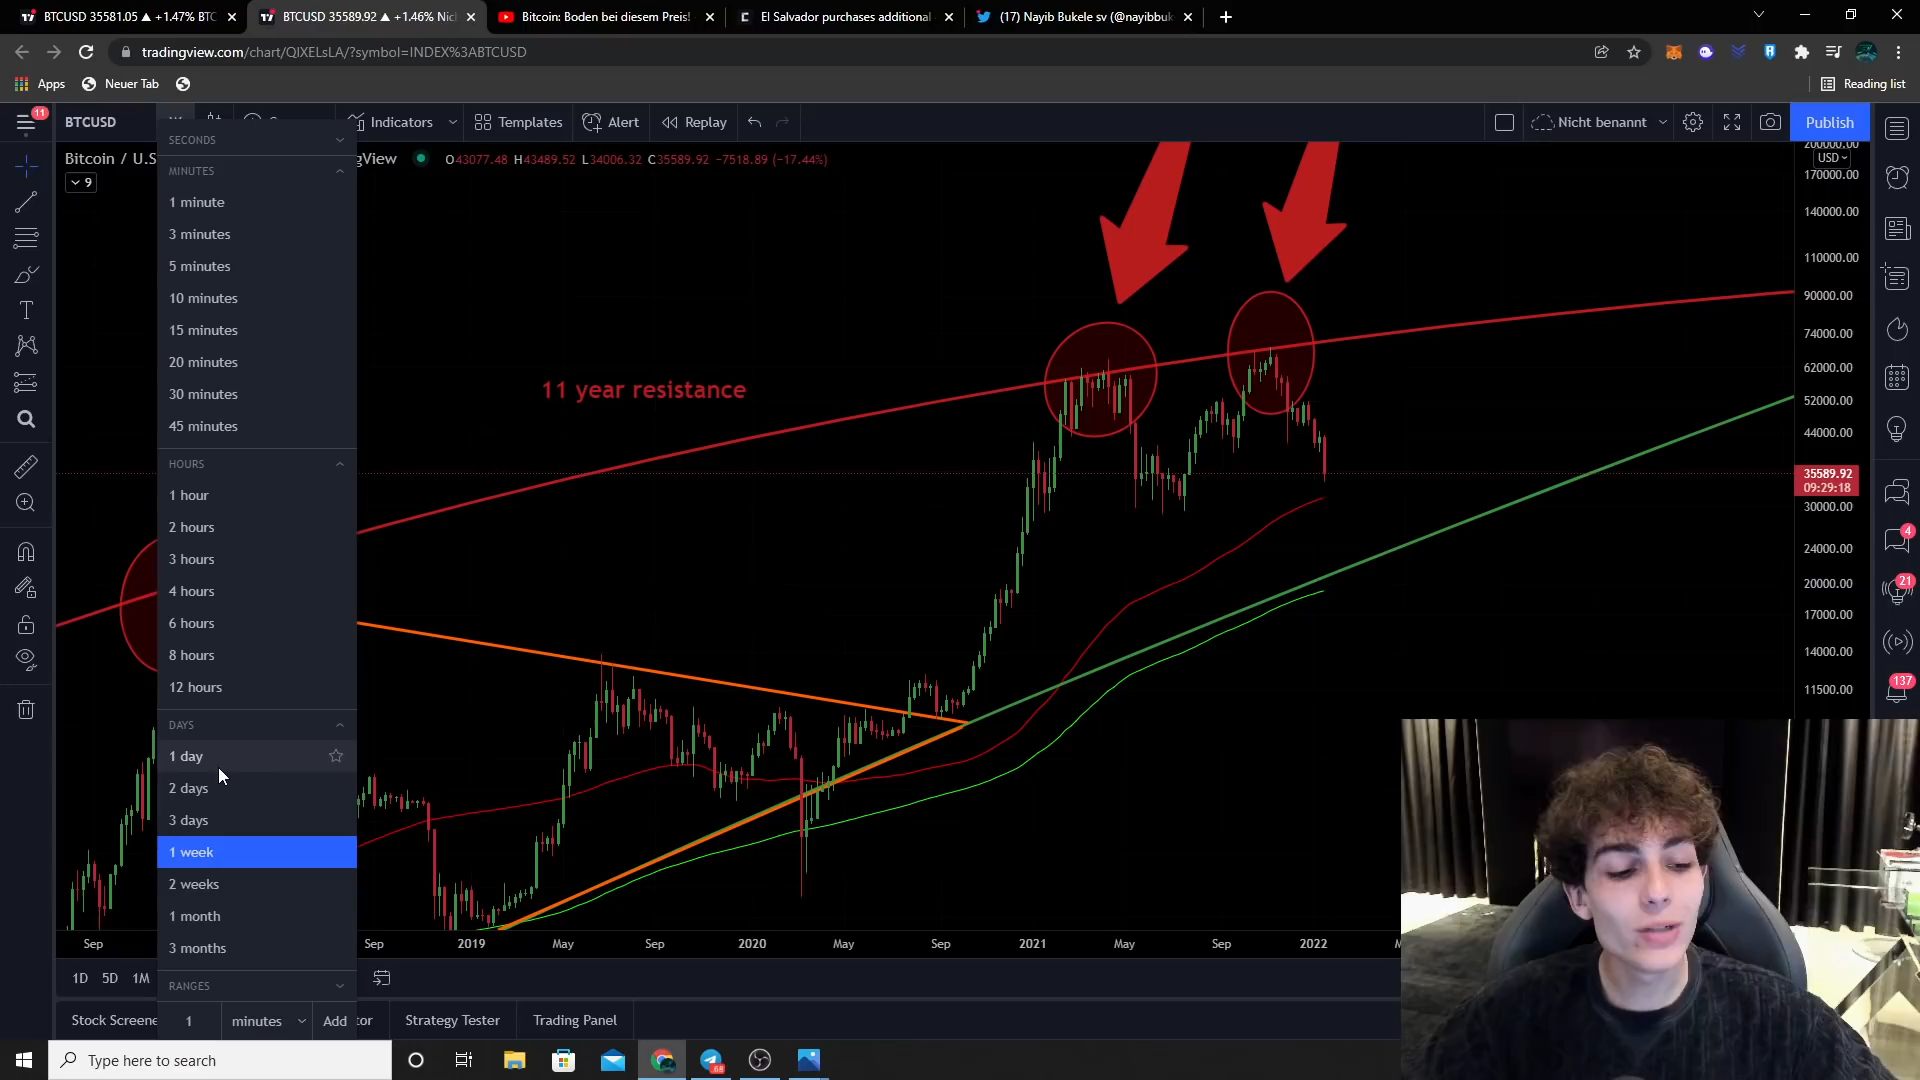 BTCUSD 35581.05 ▲ +1.47% BTC
BTCUSD 35589.92 ▲ +1.46% Nic
Bitcoin: Boden bei diesem Preis!
El Salvador purchases additional
(17) Nayib Bukele sv (@nayibbuk
tradingview.com/chart/QIXELsLA/?symbol=INDEX%3ABTCUSD
Apps
Neuer Tab
Reading list
11
BTCUSD
Indicators
Templates
Alert
Replay
Nicht benannt
Publish
Bitcoin / U.S
gView
O43077.48 H43489.52 L34006.32 C35589.92 -7518.89 (-17.44%)
9
SECONDS
MINUTES
1 minute
3 minutes
5 minutes
10 minutes
15 minutes
20 minutes
30 minutes
45 minutes
HOURS
1 hour
2 hours
3 hours
4 hours
6 hours
8 hours
12 hours
DAYS
1 day
2 days
3 days
1 week
2 weeks
1 month
3 months
RANGES
1 minutes Add
11 year resistance
200000.00
USD
170000.00
140000.00
110000.00
90000.00
74000.00
62000.00
52000.00
44000.00
35589.92
09:29:18
30000.00
24000.00
20000.00
17000.00
14000.00
11500.00
4
21
137
Sep
Sep
2019
May
Sep
2020
May
Sep
2021
May
Sep
2022
1D 5D 1M
Stock Screene
tor
Strategy Tester
Trading Panel
Type here to search